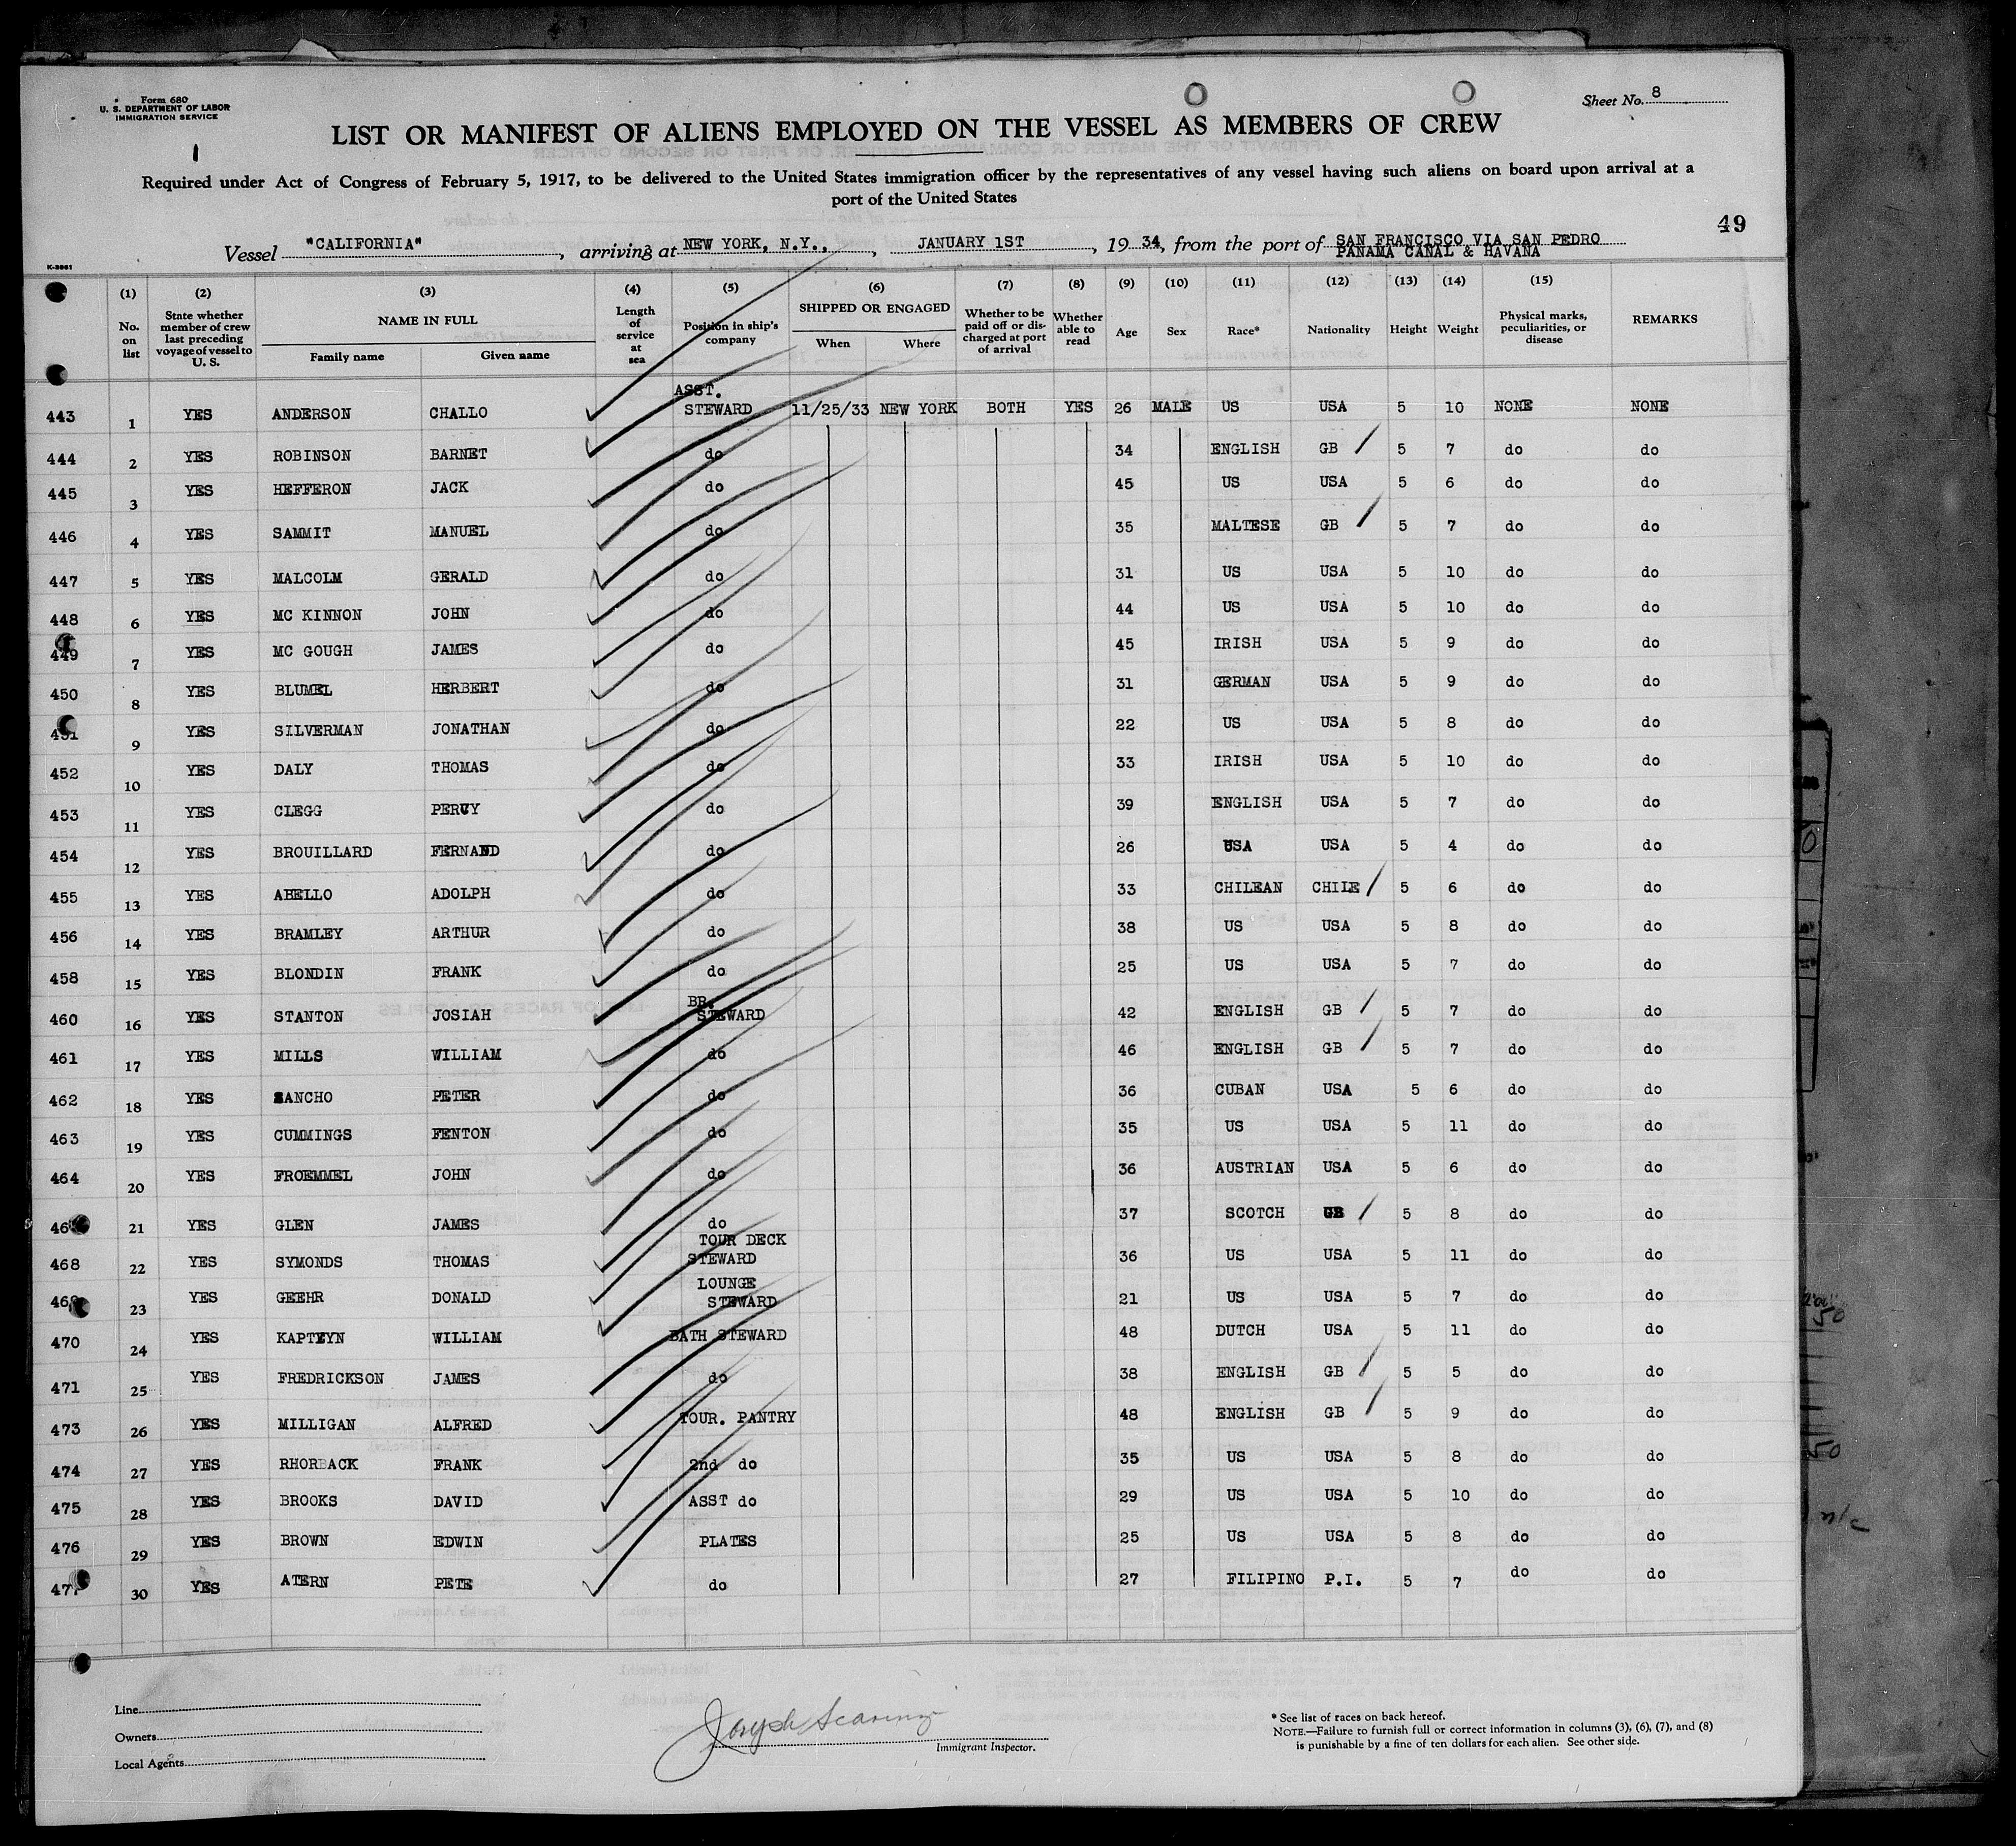 Form 680
U. S. DEPARTMENT OF LABOR
IMMIGRATION SERVICE
Sheet No. 8
1
LIST OR MANIFEST OF ALIENS EMPLOYED ON THE VESSEL AS MEMBERS OF CREW
Required under Act of Congress of February 5, 1917, to be delivered to the United States immigration officer by the representatives of any vessel having such aliens on board upon arrival at a
port of the United States
49
Vessel "CALIFORNIA", arriving at NEW YORK, N.Y., JANUARY 1ST, 1934, from the port of SAN FRANCISCO VIA SAN PEDRO
PANAMA CANAL & HAVANA
K-3961
(1) No. on list
(2) State whether member of crew last preceding voyage of vessel to U. S.
(3) NAME IN FULL
Family name Given name
(4) Length of service at sea
(5) Position in ship's company
(6) SHIPPED OR ENGAGED
When Where
(7) Whether to be paid off or discharged at port of arrival
(8) Whether able to read
(9) Age
(10) Sex
(11) Race*
(12) Nationality
(13) Height
(14) Weight
(15) Physical marks, peculiarities, or disease
REMARKS
443 1 YES ANDERSON CHALLO ASST. STEWARD 11/25/33 NEW YORK BOTH YES 26 MALE US USA 5 10 NONE NONE
444 2 YES ROBINSON BARNET do 34 ENGLISH GB 5 7 do do
445 3 YES HEFFERON JACK do 45 US USA 5 6 do do
446 4 YES SAMMIT MANUEL do 35 MALTESE GB 5 7 do do
447 5 YES MALCOLM GERALD do 31 US USA 5 10 do do
448 6 YES MC KINNON JOHN do 44 US USA 5 10 do do
449 7 YES MC GOUGH JAMES do 45 IRISH USA 5 9 do do
450 8 YES BLUMEL HERBERT do 31 GERMAN USA 5 9 do do
451 9 YES SILVERMAN JONATHAN do 22 US USA 5 8 do do
452 10 YES DALY THOMAS do 33 IRISH USA 5 10 do do
453 11 YES CLEGG PERCY do 39 ENGLISH USA 5 7 do do
454 12 YES BROUILLARD FERNAND do 26 USA USA 5 4 do do
455 13 YES ABELLO ADOLPH do 33 CHILEAN CHILE 5 6 do do
456 14 YES BRAMLEY ARTHUR do 38 US USA 5 8 do do
458 15 YES BLONDIN FRANK do 25 US USA 5 7 do do
460 16 YES STANTON JOSIAH BR. STEWARD 42 ENGLISH GB 5 7 do do
461 17 YES MILLS WILLIAM do 46 ENGLISH GB 5 7 do do
462 18 YES SANCHO PETER do 36 CUBAN USA 5 6 do do
463 19 YES CUMMINGS FENTON do 35 US USA 5 11 do do
464 20 YES FROEMMEL JOHN do 36 AUSTRIAN USA 5 6 do do
21 YES GLEN JAMES do 37 SCOTCH GB 5 8 do do
468 22 YES SYMONDS THOMAS TOUR DECK STEWARD 36 US USA 5 11 do do
469 23 YES GEEHR DONALD LOUNGE STEWARD 21 US USA 5 7 do do
470 24 YES KAPTEYN WILLIAM BATH STEWARD 48 DUTCH USA 5 11 do do
471 25 YES FREDRICKSON JAMES do 38 ENGLISH GB 5 5 do do
473 26 YES MILLIGAN ALFRED TOUR. PANTRY 48 ENGLISH GB 5 9 do do
474 27 YES RHORBACK FRANK 2nd do 35 US USA 5 8 do do
475 28 YES BROOKS DAVID ASST do 29 US USA 5 10 do do
476 29 YES BROWN EDWIN PLATES 25 US USA 5 8 do do
477 30 YES ATERN PETE do 27 FILIPINO P.I. 5 7 do do
Line
Owners
Local Agents
Joseph
Immigrant Inspector.
* See list of races on back hereof.
NOTE.—Failure to furnish full or correct information in columns (3), (6), (7), and (8)
is punishable by a fine of ten dollars for each alien. See other side.